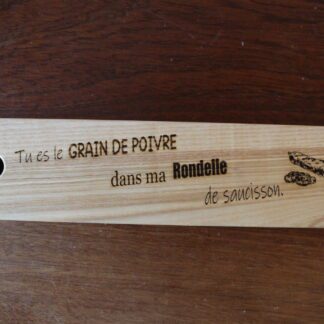 Tu es le GRAIN DE POIVRE
dans ma Rondelle
de saucisson.